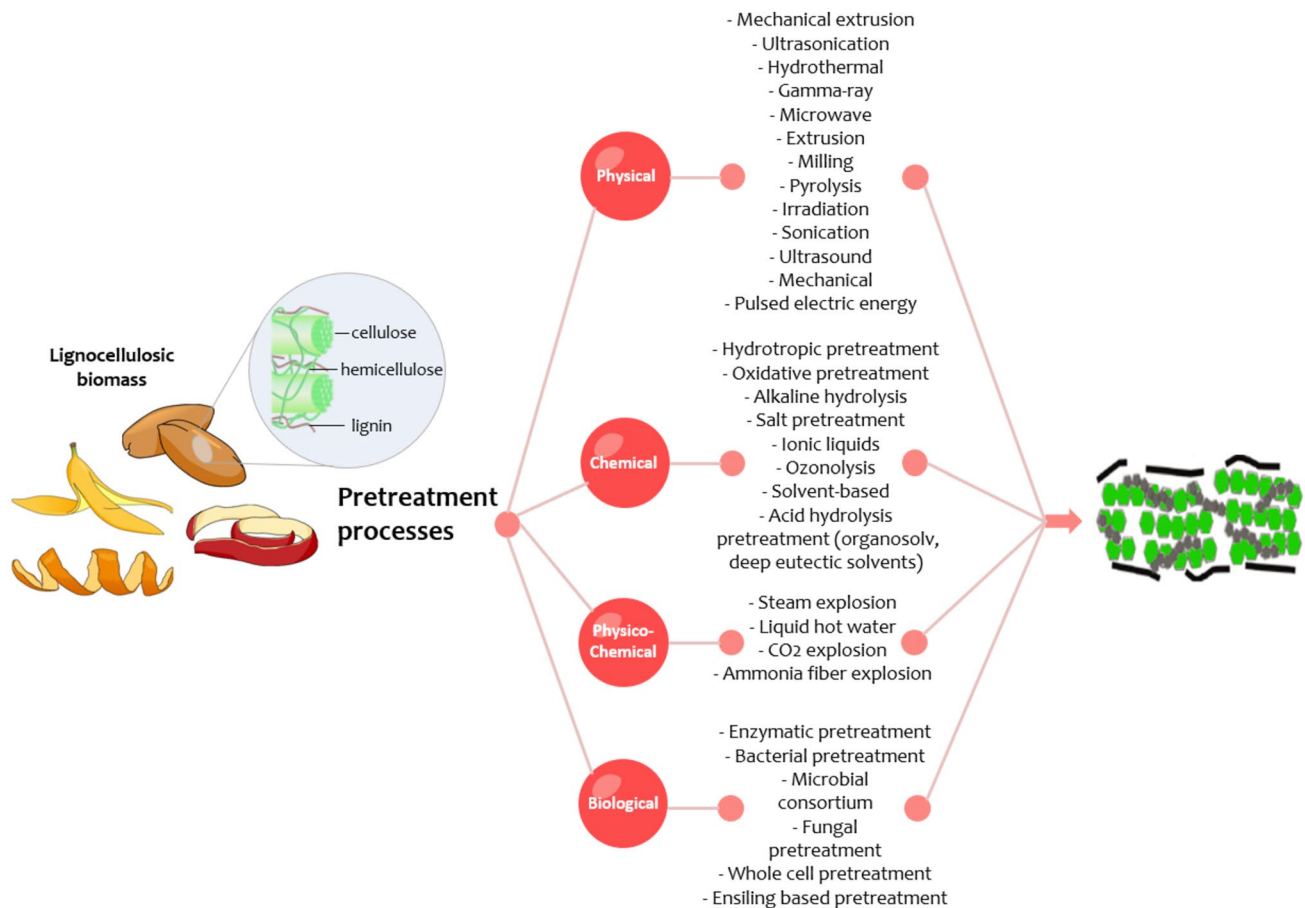 Lignocellulosic
biomass
cellulose
hemicellulose
lignin
Pretreatment
processes
Physical
- Mechanical extrusion
- Ultrasonication
- Hydrothermal
- Gamma-ray
- Microwave
- Extrusion
- Milling
- Pyrolysis
- Irradiation
- Sonication
- Ultrasound
- Mechanical
- Pulsed electric energy
Chemical
- Hydrotropic pretreatment
- Oxidative pretreatment
- Alkaline hydrolysis
- Salt pretreatment
- Ionic liquids
- Ozonolysis
- Solvent-based
- Acid hydrolysis
pretreatment (organosolv,
deep eutectic solvents)
Physico-
Chemical
- Steam explosion
- Liquid hot water
- CO2 explosion
- Ammonia fiber explosion
Biological
- Enzymatic pretreatment
- Bacterial pretreatment
- Microbial
consortium
- Fungal
pretreatment
- Whole cell pretreatment
- Ensiling based pretreatment